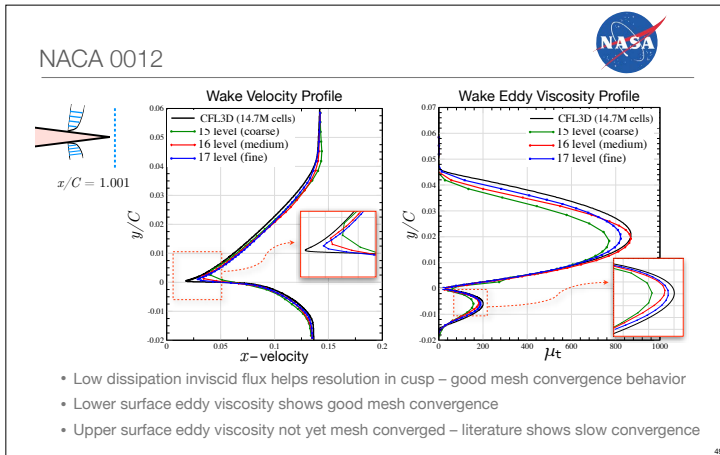 NASA
NACA 0012
Wake Velocity Profile
0.06
0.05
0.04
0.03
0.02
0.01
0
-0.01
-0.02
y/C
CFL3D (14.7M cells)
15 level (coarse)
16 level (medium)
17 level (fine)
0
0.05
0.1
0.15
0.2
x-velocity
x/C = 1.001
Wake Eddy Viscosity Profile
0.07
0.06
0.05
0.04
0.03
0.02
0.01
0
-0.01
-0.02
y/C
CFL3D (14.7M cells)
15 level (coarse)
16 level (medium)
17 level (fine)
0
200
400
600
800
1000
μt
• Low dissipation inviscid flux helps resolution in cusp – good mesh convergence behavior
• Lower surface eddy viscosity shows good mesh convergence
• Upper surface eddy viscosity not yet mesh converged – literature shows slow convergence